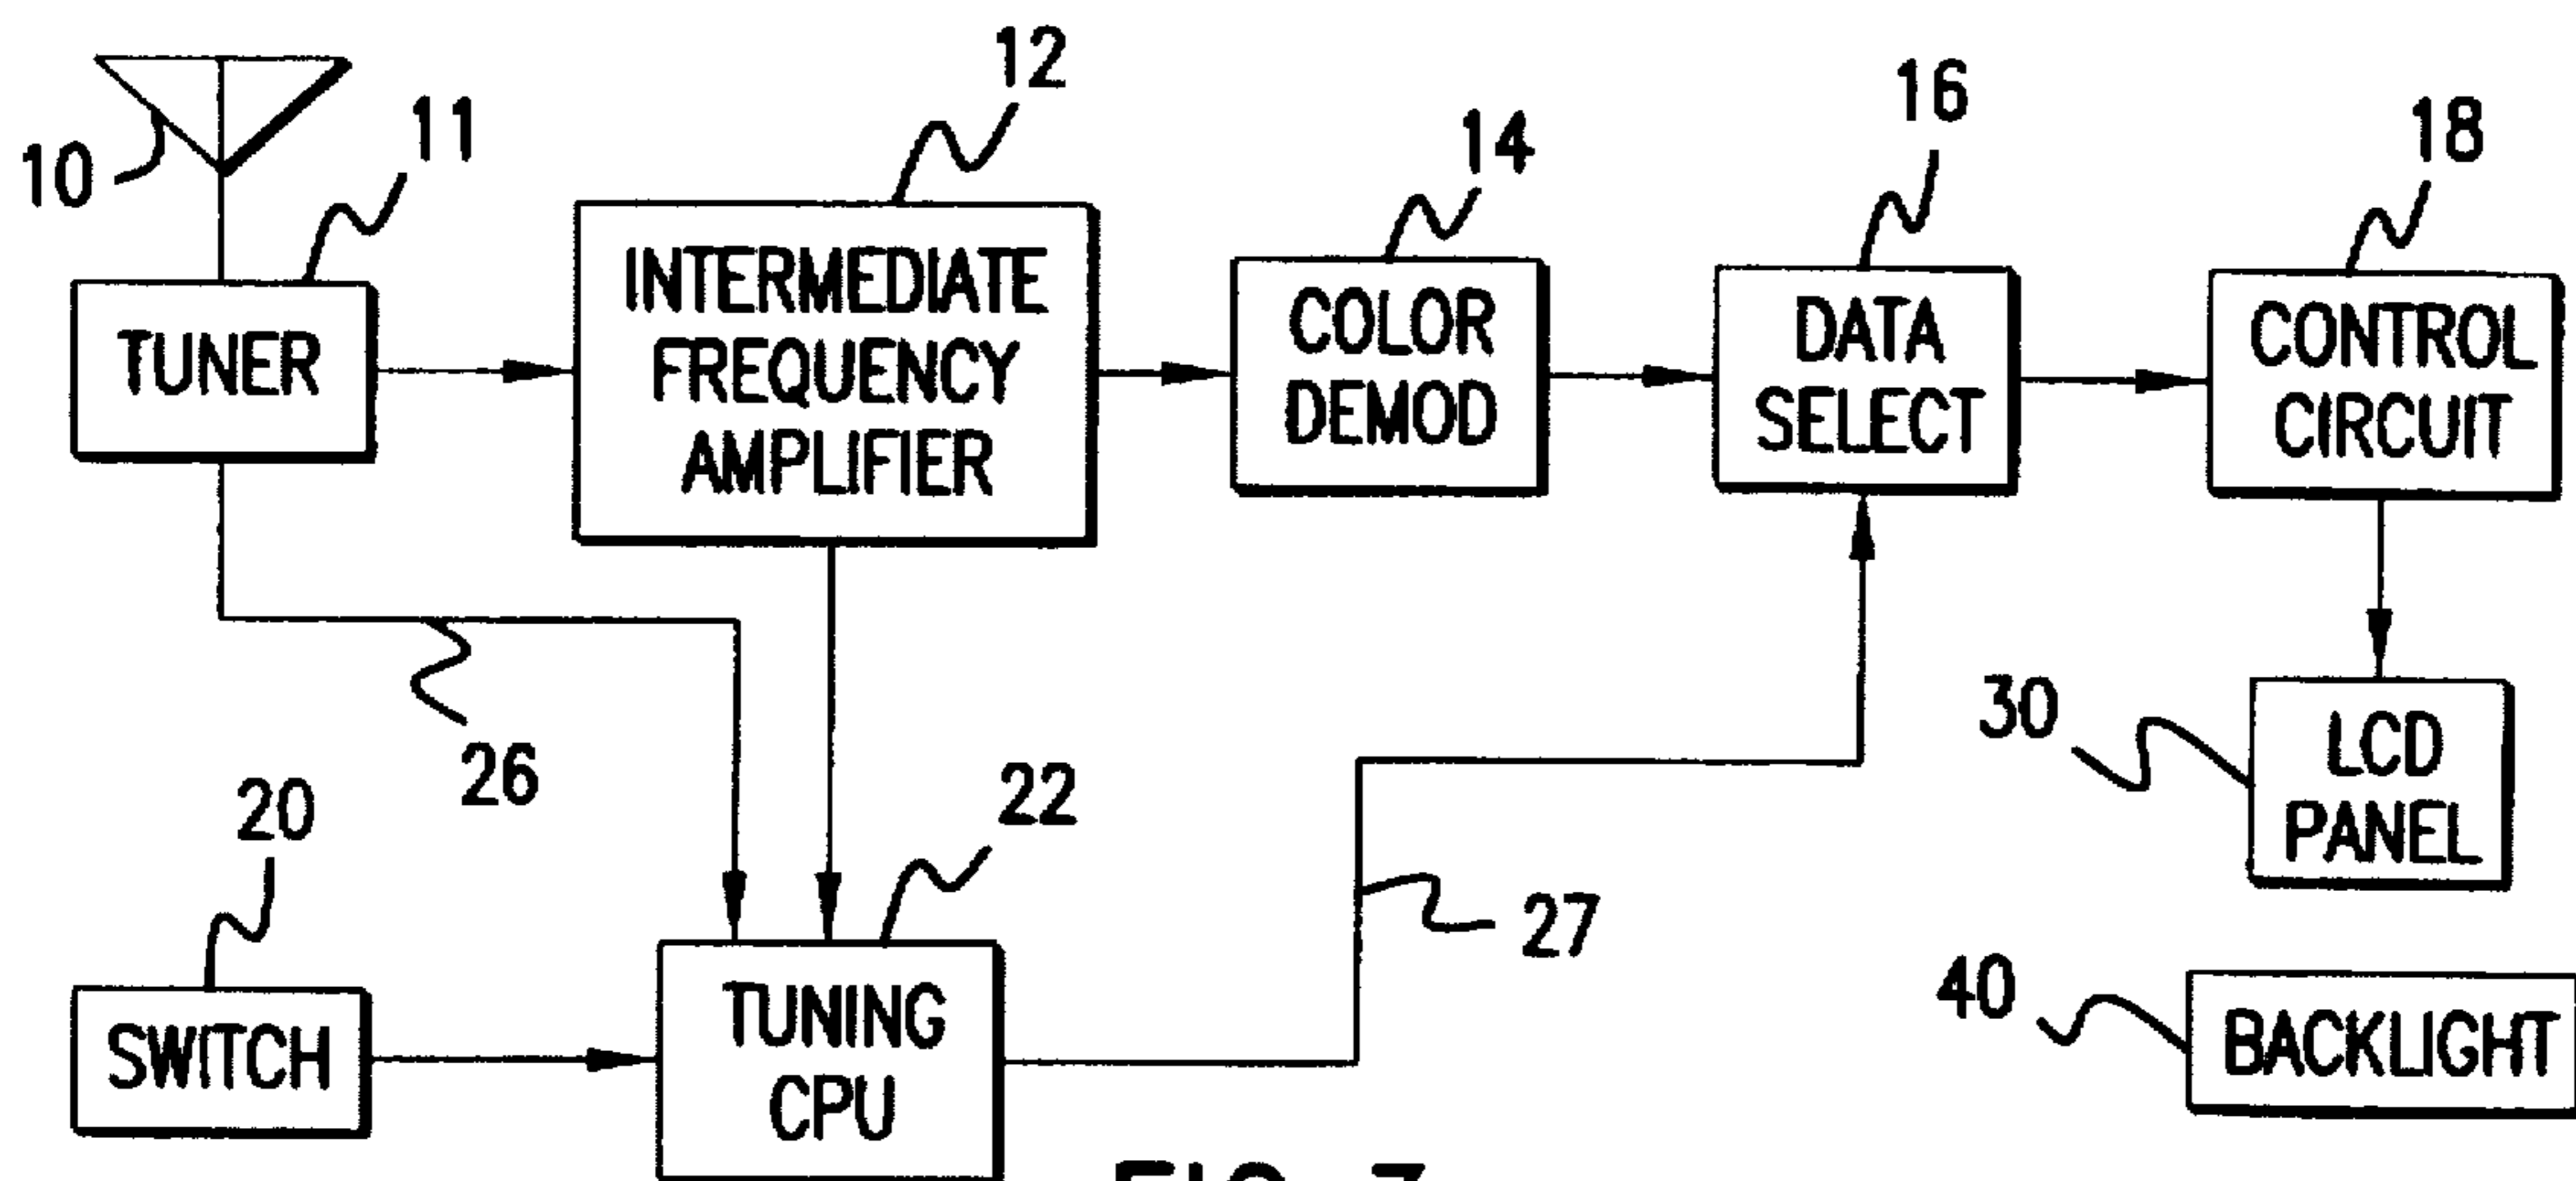 12
16
11
14
18
10
INTERMEDIATE
FREQUENCY
AMPLIFIER
TUNER
COLOR
DEMOD
DATA
SELECT
CONTROL
CIRCUIT
30
LCD
PANEL
26
20
22
27
40
SWITCH
TUNING
CPU
BACKLIGHT